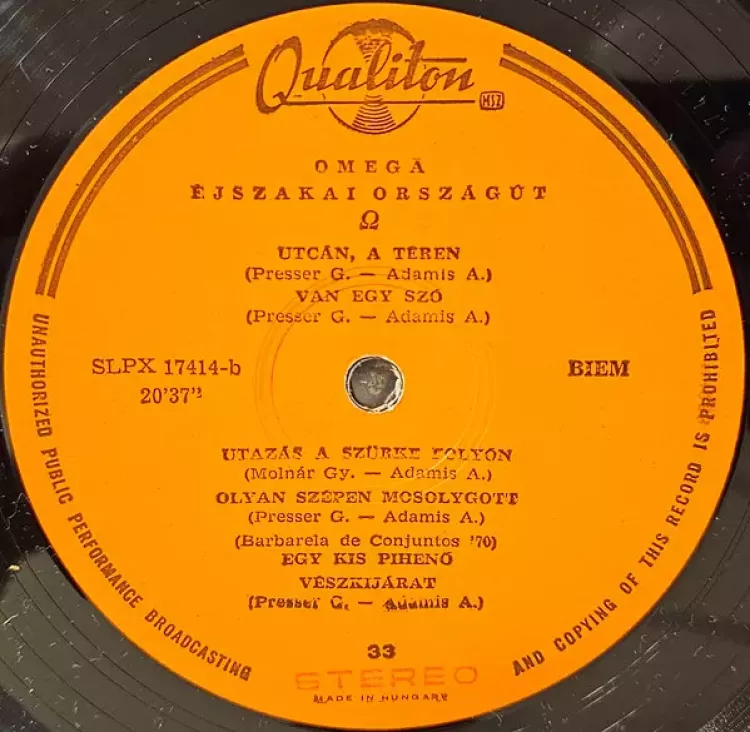 Qualiton
MSZ
OMEGA
ÉJSZAKAI ORSZÁGÚT
Ω
UTCÁN, A TÉREN
(Presser G. — Adamis A.)
VAN EGY SZÓ
(Presser G. — Adamis A.)
SLPX 17414-b
20'37"
BIEM
UTAZÁS A SZÜRKE FOLYÓN
(Molnár Gy. — Adamis A.)
OLYAN SZÉPEN MOSOLYGOTT
(Presser G. — Adamis A.)
(Barbarela de Conjuntos '70)
EGY KIS PIHENŐ
VÉSZKIJÁRAT
(Presser G. — Adamis A.)
33
STEREO
MADE IN HUNGARY
UNAUTHORIZED PUBLIC PERFORMANCE BROADCASTING
AND COPYING OF THIS RECORD IS PROHIBITED